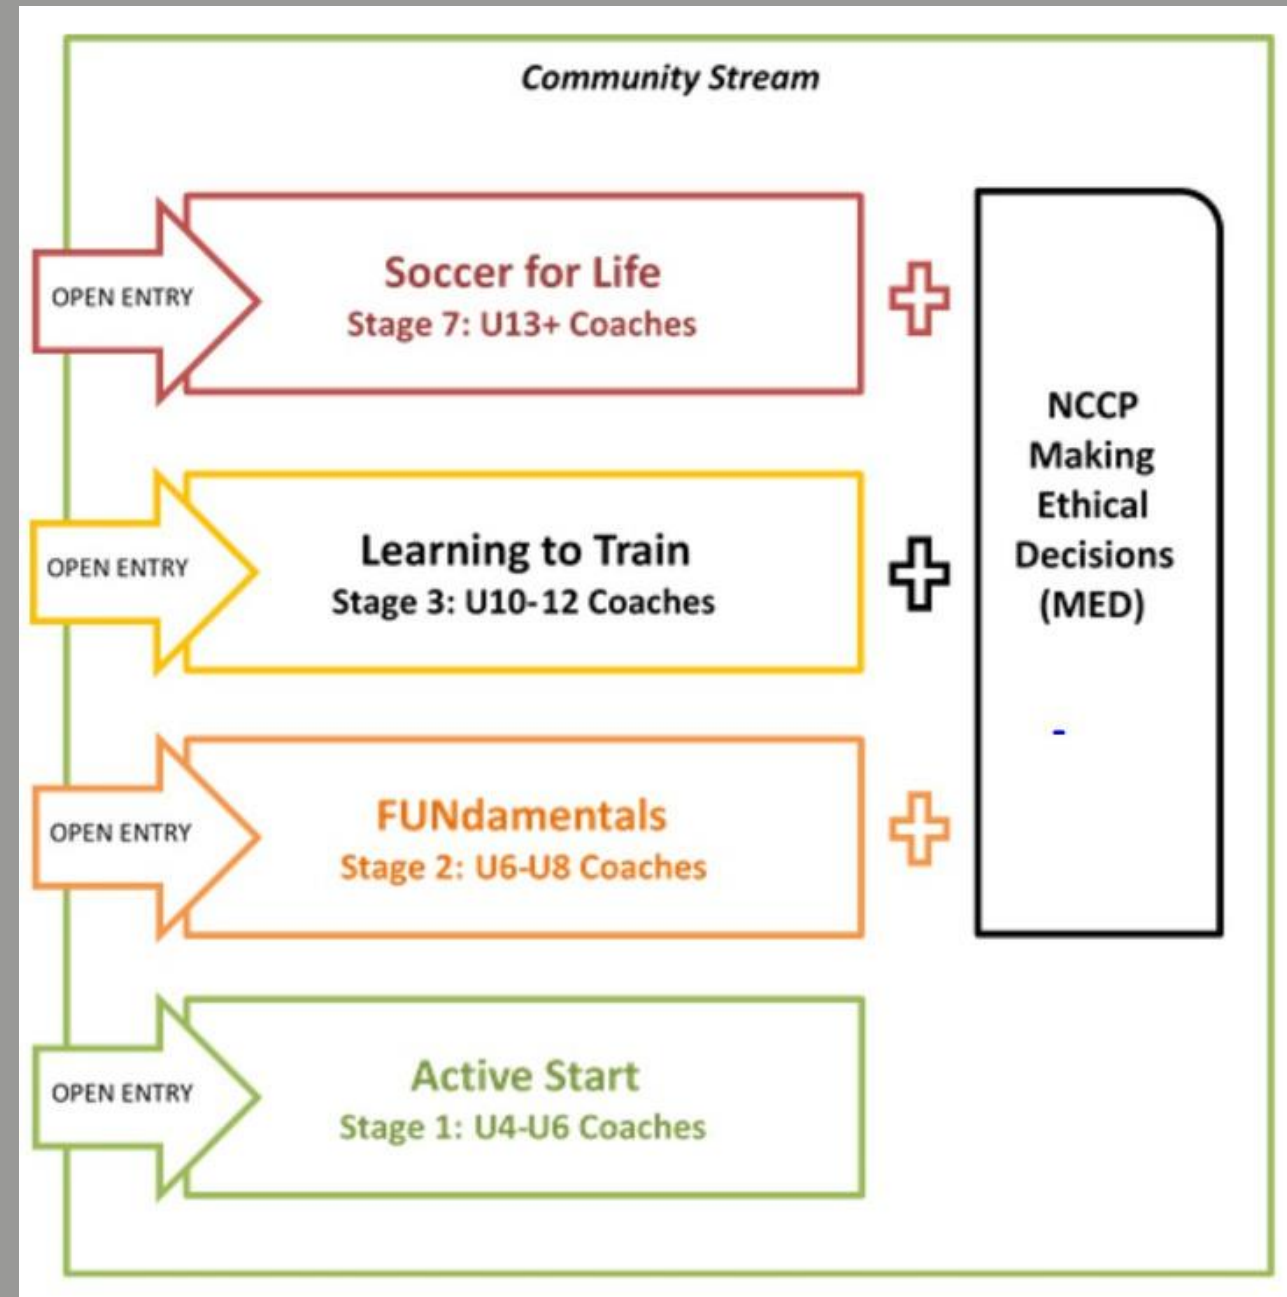 Community Stream
OPEN ENTRY
Soccer for Life
Stage 7: U13+ Coaches
OPEN ENTRY
Learning to Train
Stage 3: U10-12 Coaches
OPEN ENTRY
FUNdamentals
Stage 2: U6-U8 Coaches
OPEN ENTRY
Active Start
Stage 1: U4-U6 Coaches
NCCP
Making
Ethical
Decisions
(MED)
-